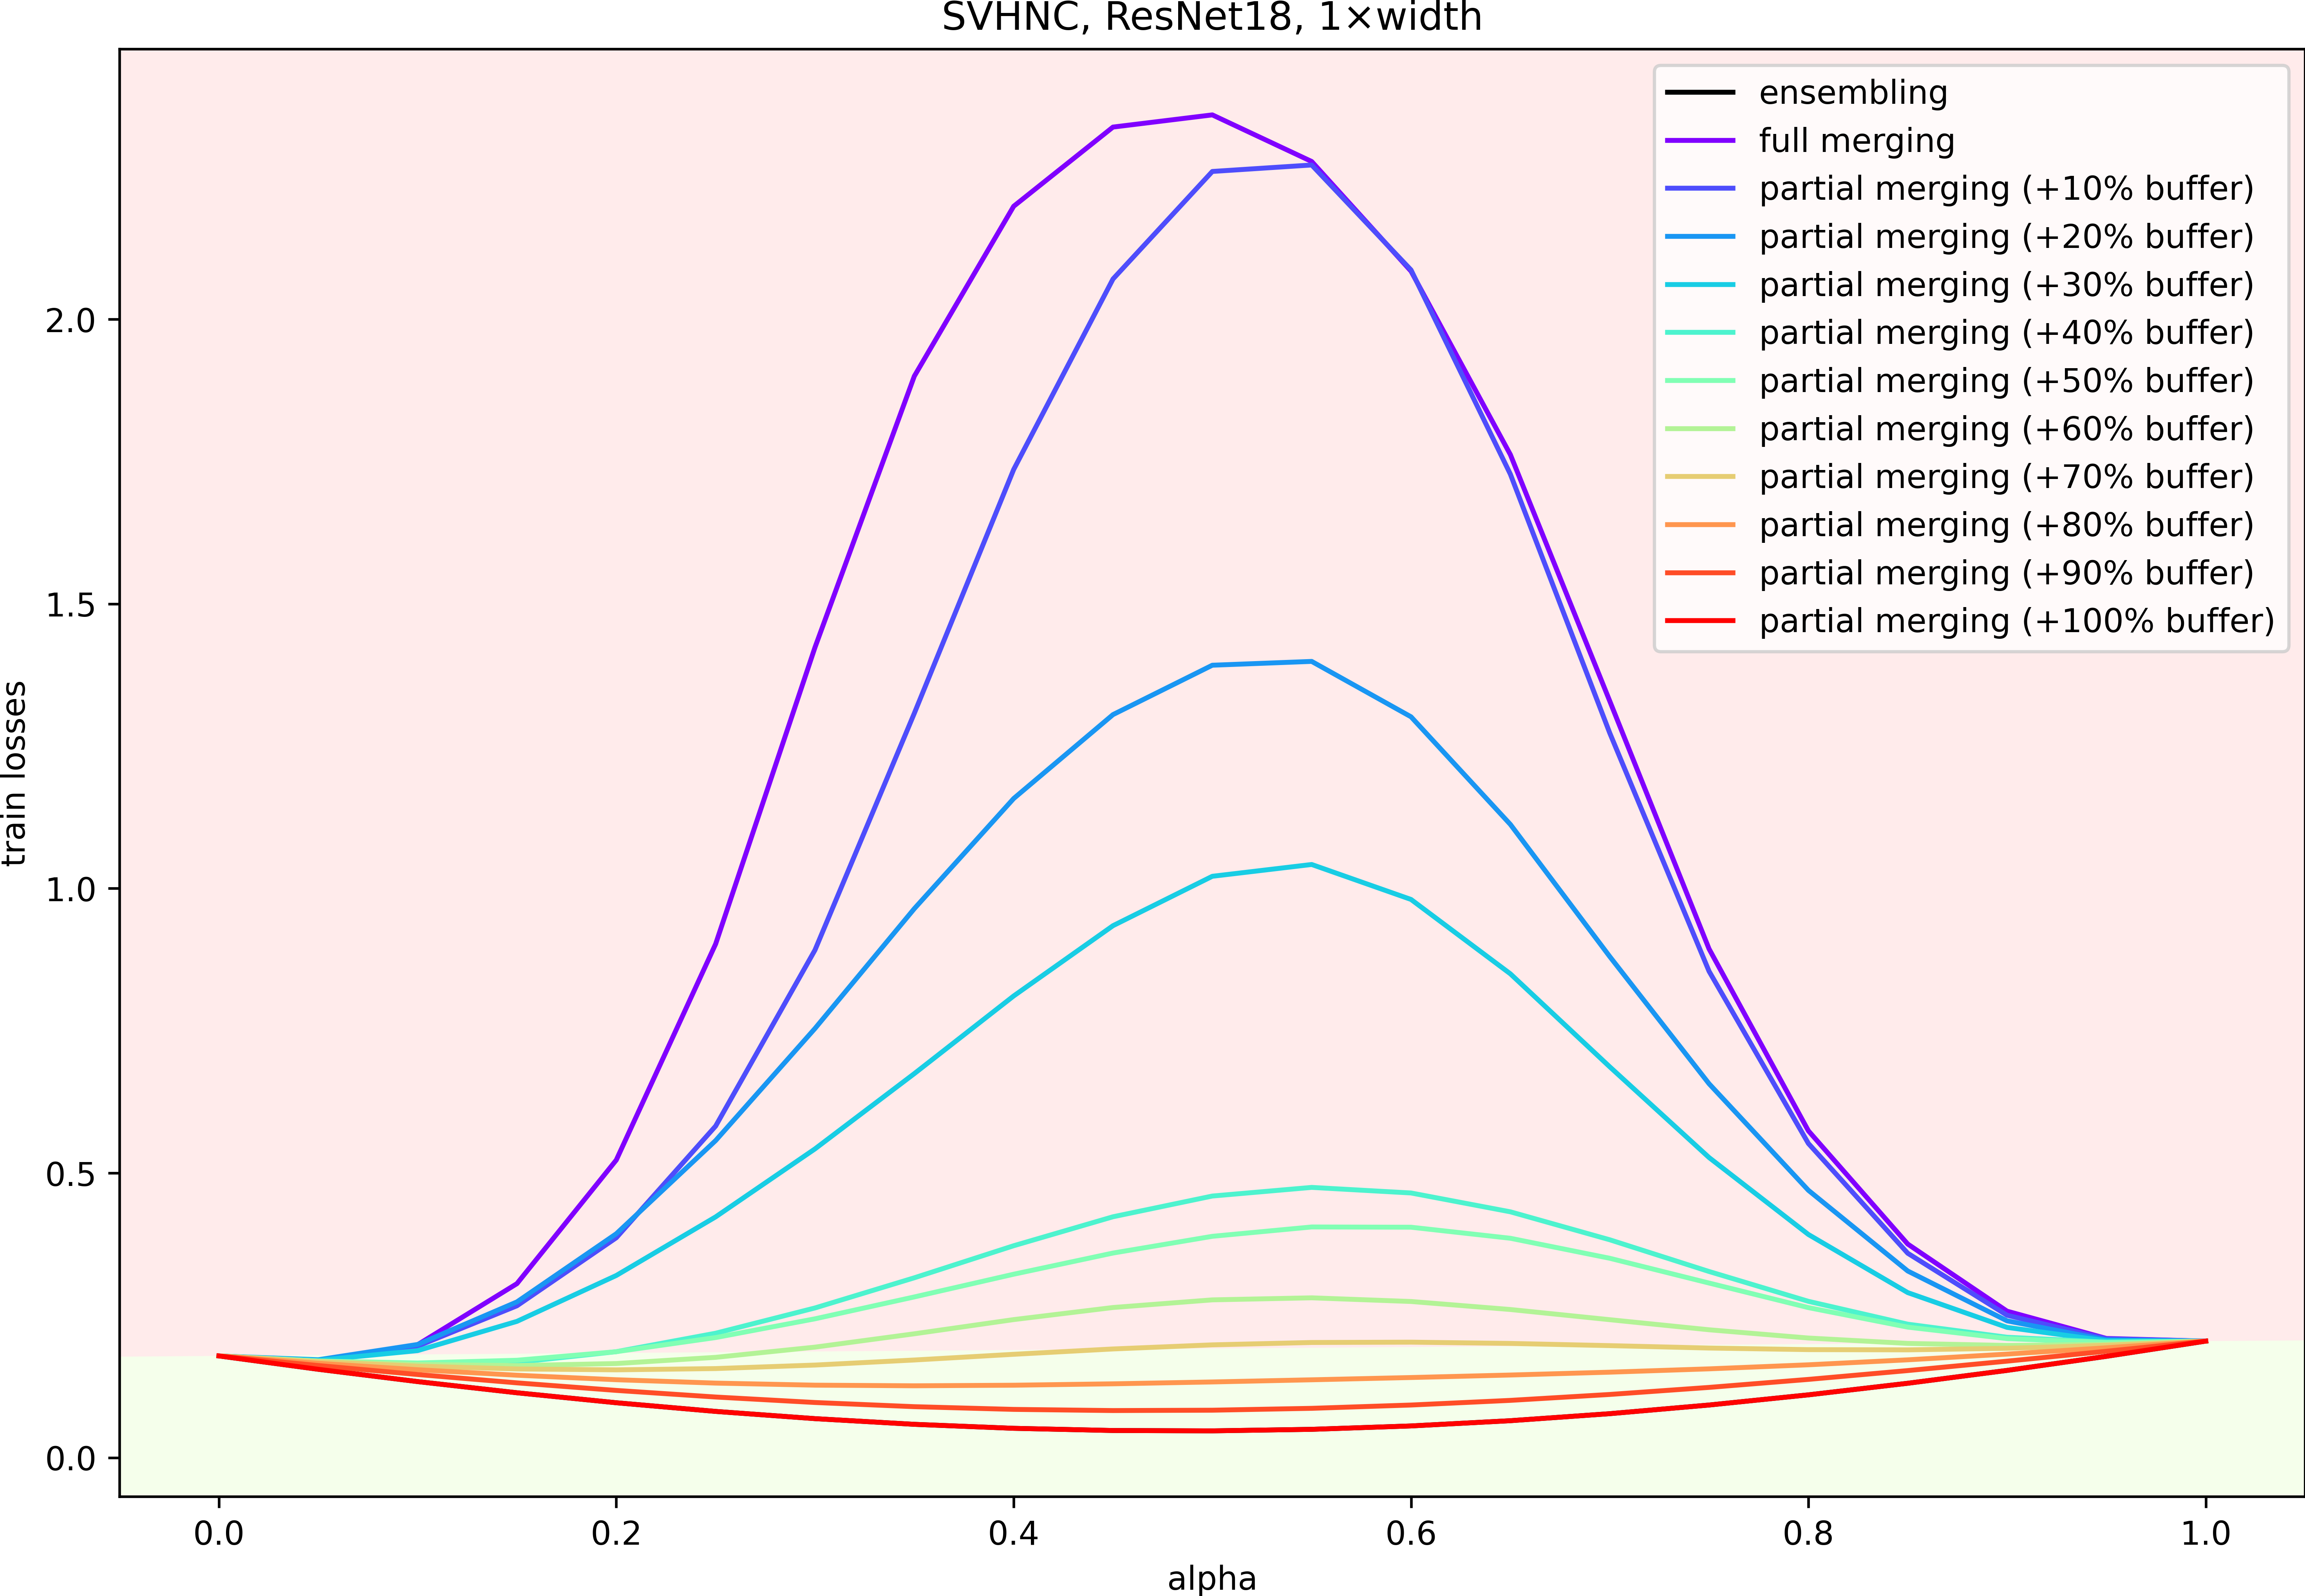 SVHNC, ResNet18, 1×width
ensembling
full merging
partial merging (+10% buffer)
partial merging (+20% buffer)
partial merging (+30% buffer)
partial merging (+40% buffer)
partial merging (+50% buffer)
partial merging (+60% buffer)
partial merging (+70% buffer)
partial merging (+80% buffer)
partial merging (+90% buffer)
partial merging (+100% buffer)
train losses
2.0
1.5
1.0
0.5
0.0
0.0 0.2 0.4 0.6 0.8 1.0
alpha